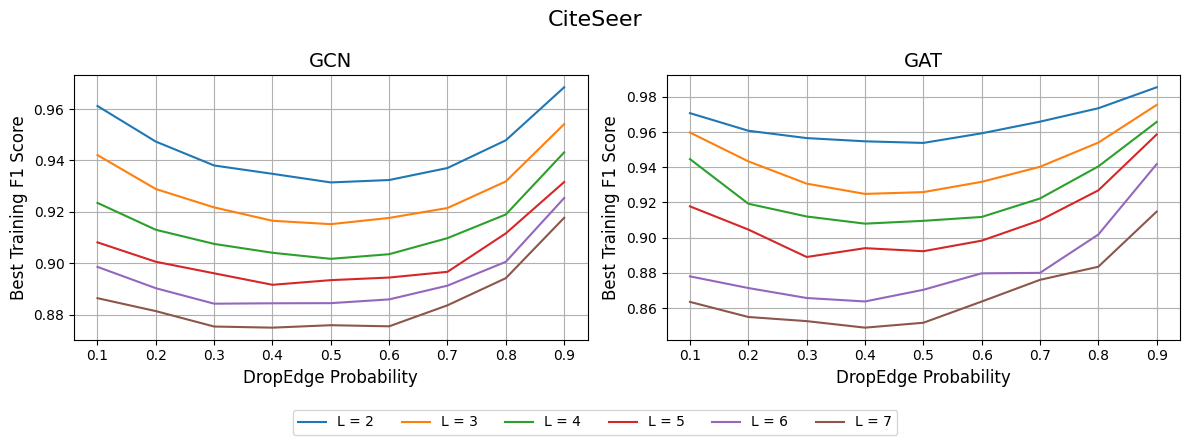 CiteSeer
GCN
Best Training F1 Score
0.96
0.94
0.92
0.90
0.88
0.1 0.2 0.3 0.4 0.5 0.6 0.7 0.8 0.9
DropEdge Probability
GAT
Best Training F1 Score
0.98
0.96
0.94
0.92
0.90
0.88
0.86
0.1 0.2 0.3 0.4 0.5 0.6 0.7 0.8 0.9
DropEdge Probability
L = 2 L = 3 L = 4 L = 5 L = 6 L = 7